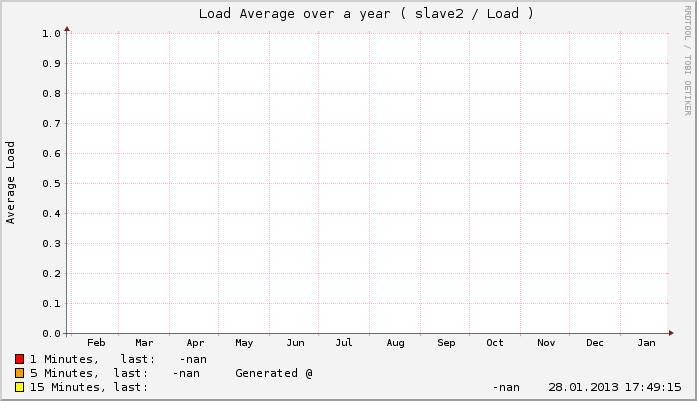 Load Average over a year ( slave2 / Load )
RRDTOOL / TOBI OETIKER
Average Load
1.0
0.9
0.8
0.7
0.6
0.5
0.4
0.3
0.2
0.1
0.0
Feb Mar Apr May Jun Jul Aug Sep Oct Nov Dec Jan
1 Minutes, last: -nan
5 Minutes, last: -nan Generated @
15 Minutes, last: -nan 28.01.2013 17:49:15